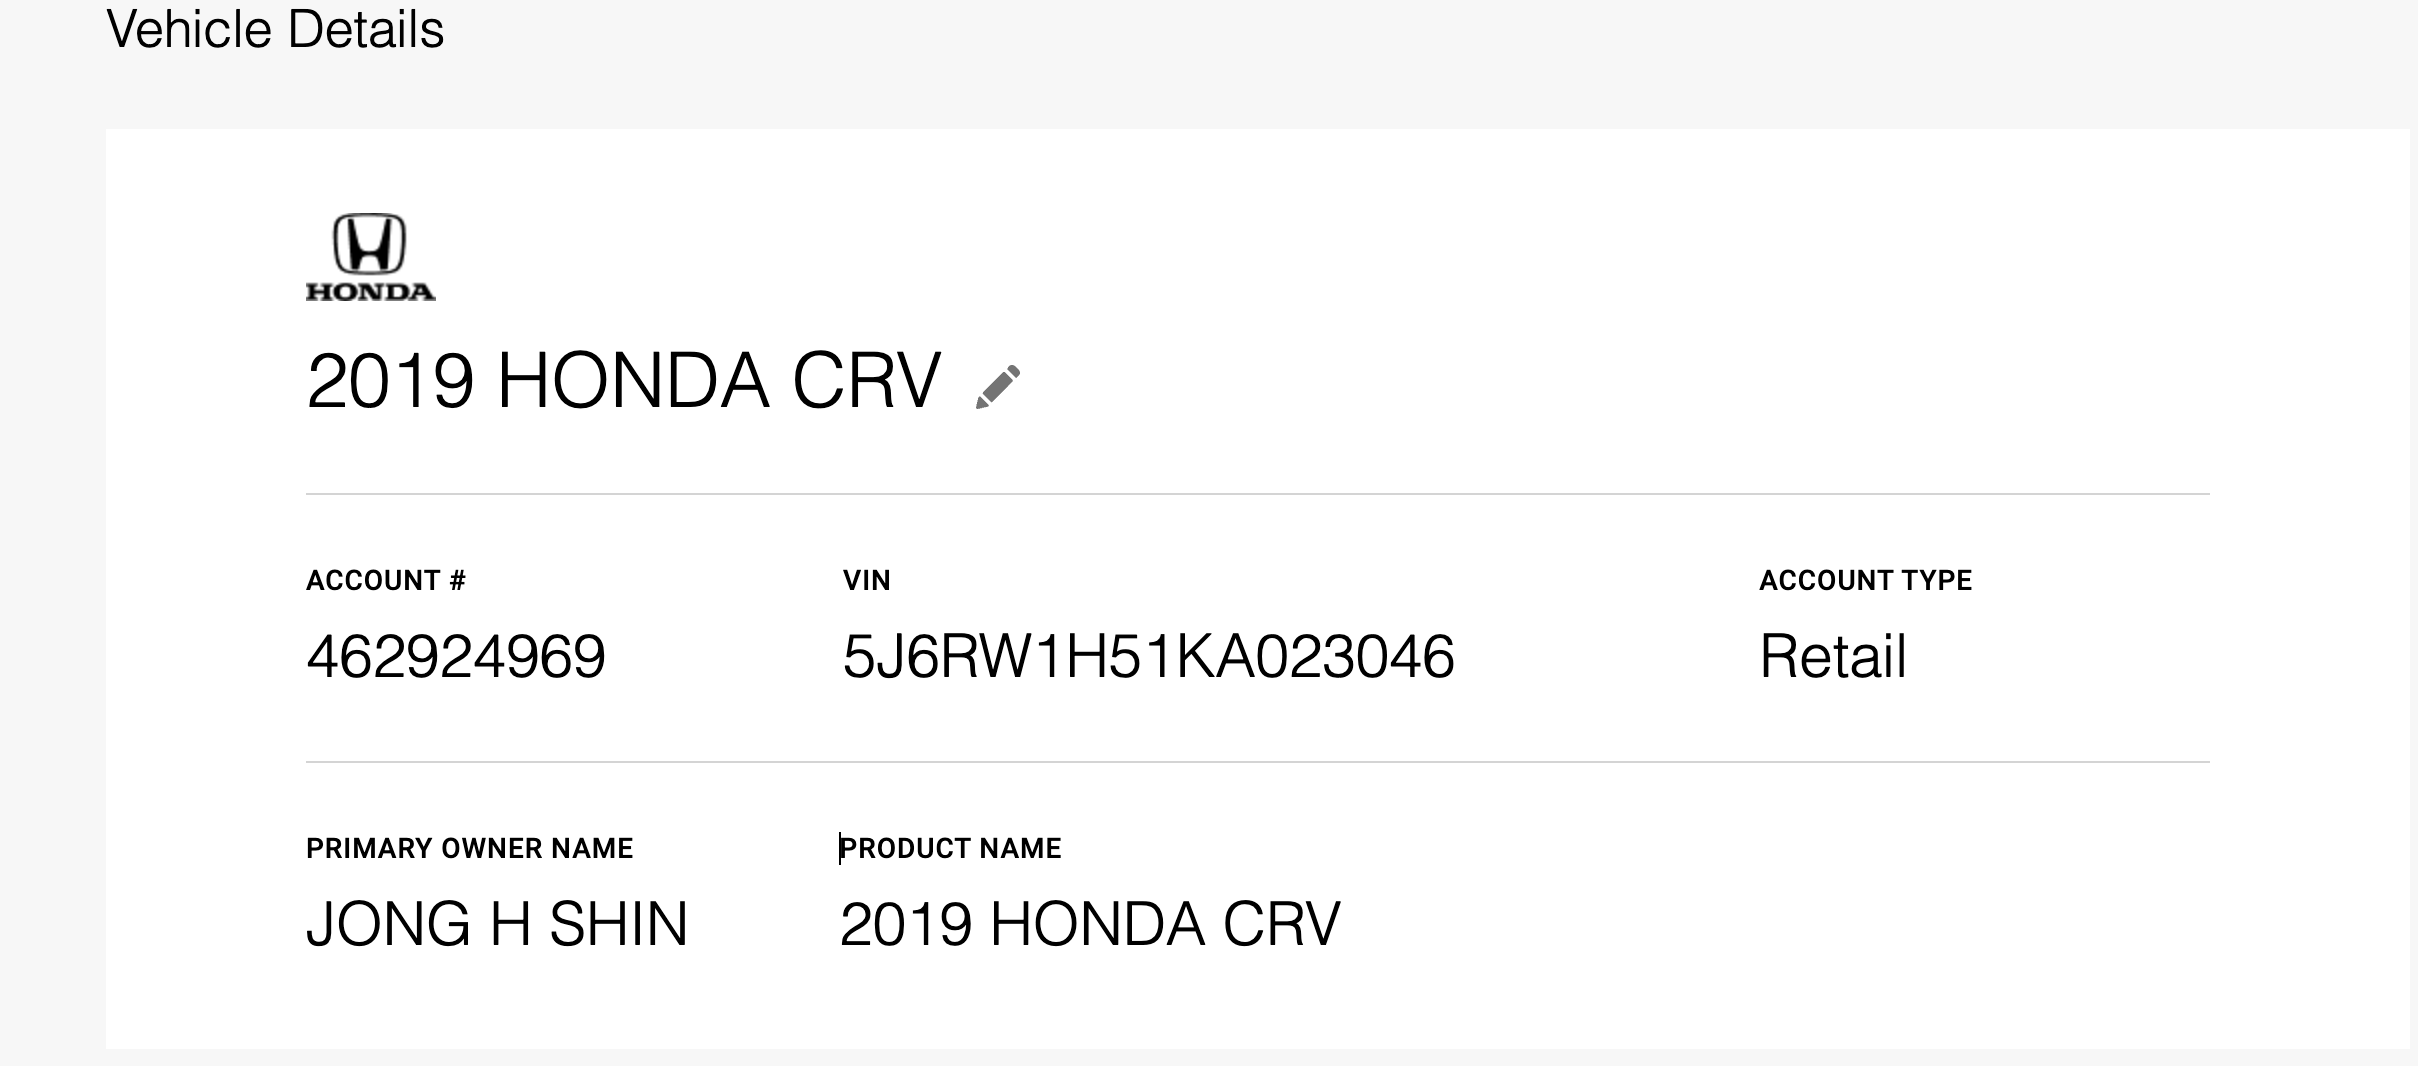 Vehicle Details
HONDA
2019 HONDA CRV
ACCOUNT # VIN ACCOUNT TYPE
462924969 5J6RW1H51KA023046 Retail
PRIMARY OWNER NAME PRODUCT NAME
JONG H SHIN 2019 HONDA CRV